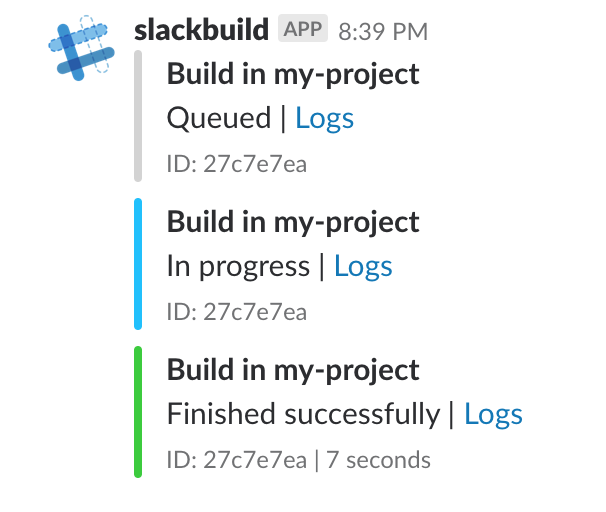 slackbuild APP 8:39 PM
Build in my-project
Queued | Logs
ID: 27c7e7ea
Build in my-project
In progress | Logs
ID: 27c7e7ea
Build in my-project
Finished successfully | Logs
ID: 27c7e7ea | 7 seconds